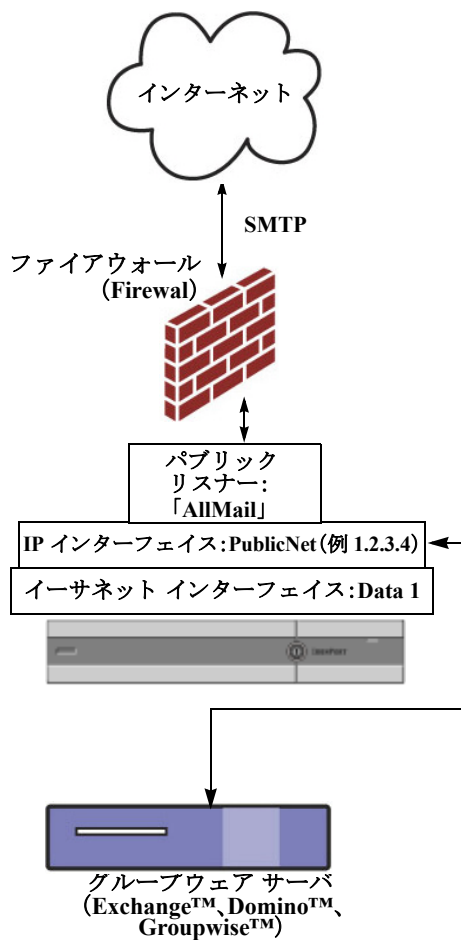 インターネット
SMTP
ファイアウォール
(Firewal)
パブリック
リスナー:
「AllMail」
IP インターフェイス:PublicNet(例 1.2.3.4)
イーサネット インターフェイス:Data 1
IRONPORT
グループウェア サーバ
(Exchange™、Domino™、
Groupwise™)